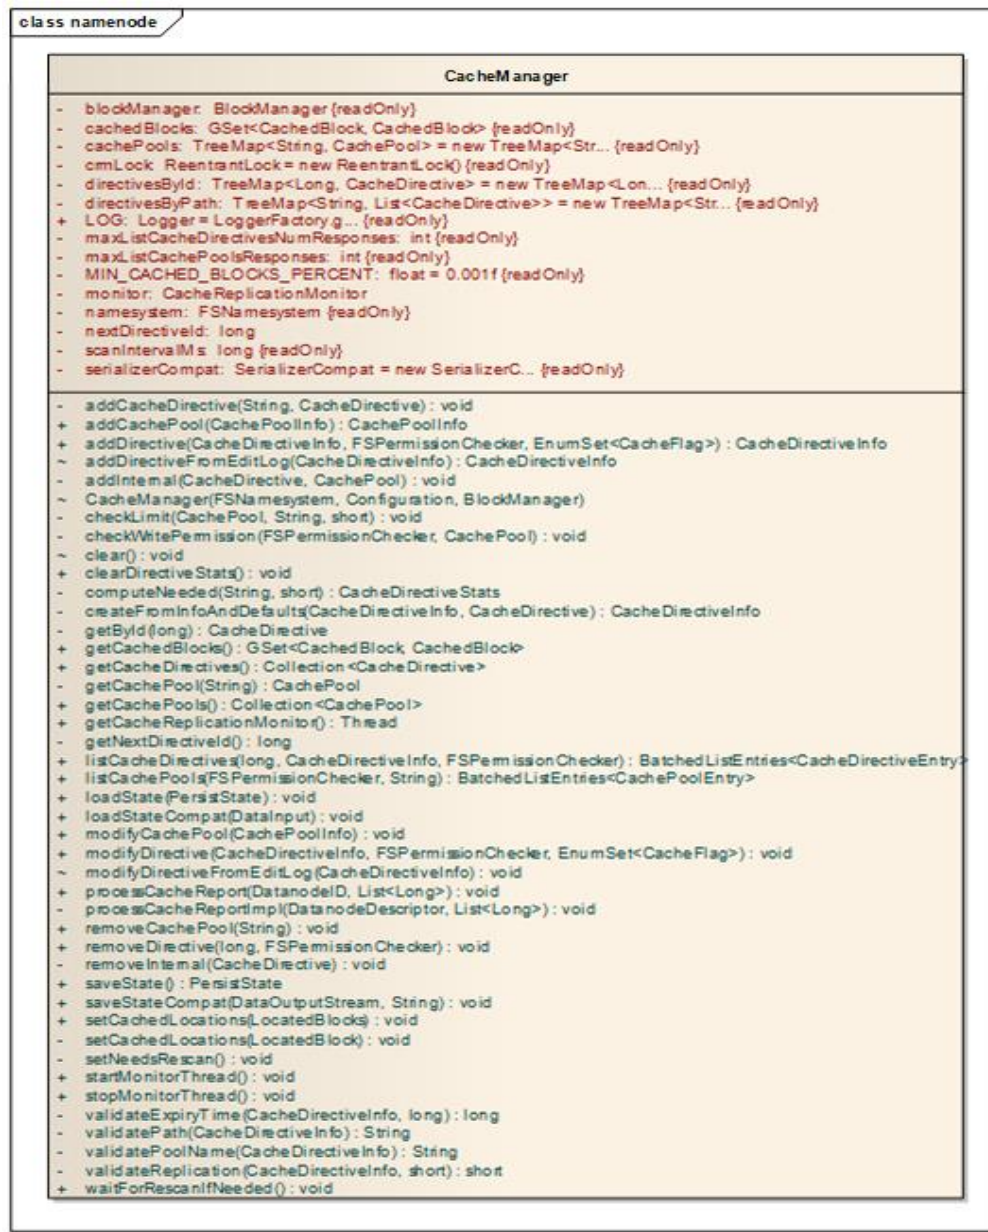 class namenode
CacheManager
- blockManager: BlockManager {readOnly}
- cachedBlocks: GSet<CachedBlock, CachedBlock> {readOnly}
- cachePools: TreeMap<String, CachePool> = new TreeMap<Str... {readOnly}
- crmLock: ReentrantLock = new ReentrantLock() {readOnly}
- directivesById: TreeMap<Long, CacheDirective> = new TreeMap<Lon... {readOnly}
- directivesByPath: TreeMap<String, List<CacheDirective>> = new TreeMap<Str... {readOnly}
+ LOG: Logger = LoggerFactory.g... {readOnly}
- maxListCacheDirectivesNumResponses: int {readOnly}
- maxListCachePoolsResponses: int {readOnly}
- MIN_CACHED_BLOCKS_PERCENT: float = 0.001f {readOnly}
- monitor: CacheReplicationMonitor
- namesystem: FSNamesystem {readOnly}
- nextDirectiveId: long
- scanIntervalMs: long {readOnly}
- serializerCompat: SerializerCompat = new SerializerC... {readOnly}
- addCacheDirective(String, CacheDirective) : void
+ addCachePool(CachePoolInfo) : CachePoolInfo
+ addDirective(CacheDirectiveInfo, FSPermissionChecker, EnumSet<CacheFlag>) : CacheDirectiveInfo
~ addDirectiveFromEditLog(CacheDirectiveInfo) : CacheDirectiveInfo
- addInternal(CacheDirective, CachePool) : void
~ CacheManager(FSNamesystem, Configuration, BlockManager)
- checkLimit(CachePool, String, short) : void
- checkWritePermission(FSPermissionChecker, CachePool) : void
~ clear() : void
+ clearDirectiveStats() : void
- computeNeeded(String, short) : CacheDirectiveStats
- createFromInfoAndDefaults(CacheDirectiveInfo, CacheDirective) : CacheDirectiveInfo
- getById(long) : CacheDirective
+ getCachedBlocks() : GSet<CachedBlock, CachedBlock>
+ getCacheDirectives() : Collection<CacheDirective>
- getCachePool(String) : CachePool
+ getCachePools() : Collection<CachePool>
+ getCacheReplicationMonitor() : Thread
- getNextDirectiveId() : long
+ listCacheDirectives(long, CacheDirectiveInfo, FSPermissionChecker) : BatchedListEntries<CacheDirectiveEntry>
+ listCachePools(FSPermissionChecker, String) : BatchedListEntries<CachePoolEntry>
+ loadState(PersistState) : void
+ loadStateCompat(DataInput) : void
+ modifyCachePool(CachePoolInfo) : void
+ modifyDirective(CacheDirectiveInfo, FSPermissionChecker, EnumSet<CacheFlag>) : void
~ modifyDirectiveFromEditLog(CacheDirectiveInfo) : void
+ processCacheReport(DatanodeID, List<Long>) : void
- processCacheReportImpl(DatanodeDescriptor, List<Long>) : void
+ removeCachePool(String) : void
+ removeDirective(long, FSPermissionChecker) : void
- removeInternal(CacheDirective) : void
+ saveState() : PersistState
+ saveStateCompat(DataOutputStream, String) : void
+ setCachedLocations(LocatedBlocks) : void
- setCachedLocations(LocatedBlock) : void
- setNeedsRescan() : void
+ startMonitorThread() : void
+ stopMonitorThread() : void
- validateExpiryTime(CacheDirectiveInfo, long) : long
- validatePath(CacheDirectiveInfo) : String
- validatePoolName(CacheDirectiveInfo) : String
- validateReplication(CacheDirectiveInfo, short) : short
+ waitForRescanIfNeeded() : void